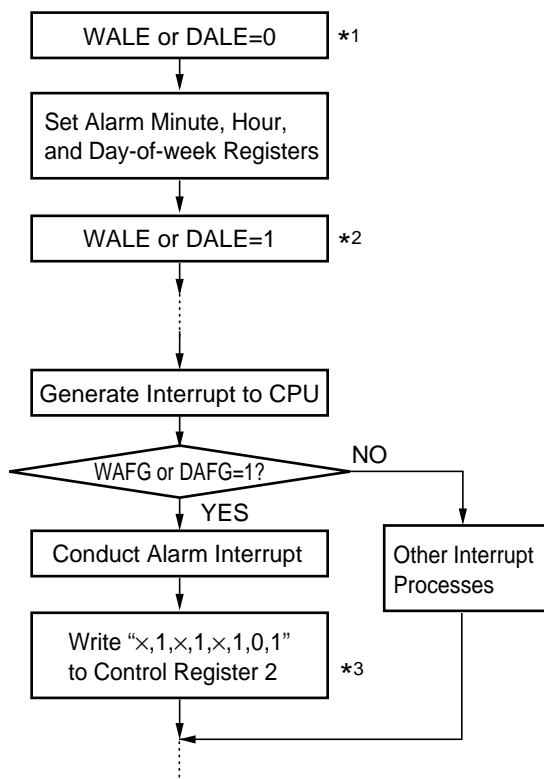 WALE or DALE=0
*1
Set Alarm Minute, Hour,
and Day-of-week Registers
WALE or DALE=1
*2
Generate Interrupt to CPU
WAFG or DAFG=1?
NO
YES
Conduct Alarm Interrupt
Other Interrupt
Processes
Write “×,1,×,1,×,1,0,1”
to Control Register 2
*3